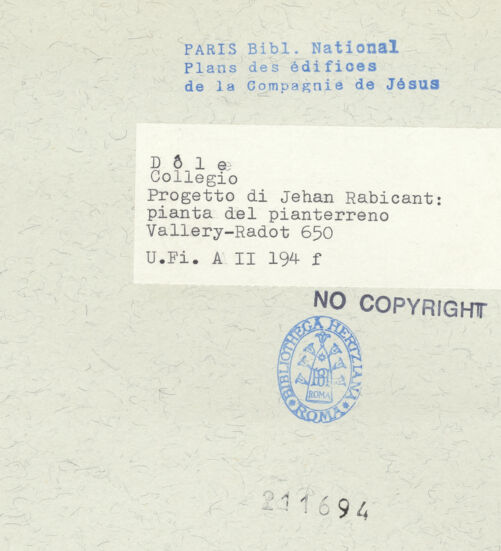 PARIS Bibl. National
Plans des édifices
de la Compagnie de Jésus
D ô l e
Collegio
Progetto di Jehan Rabicant:
pianta del pianterreno
Vallery-Radot 650
U.Fi. A II 194 f
NO COPYRIGHT
BIBLIOTHECA HERTZIANA
ROMA
ROMA
211694